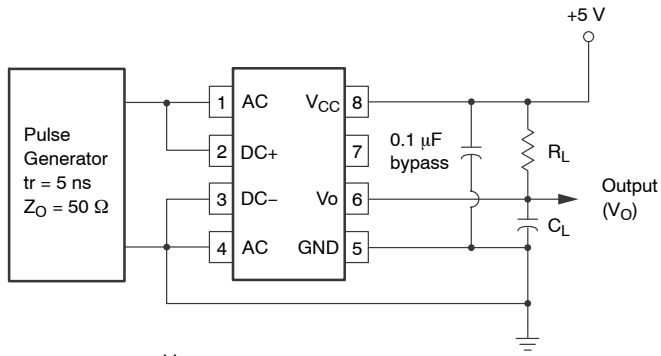 +5 V
1 AC VCC 8
Pulse
Generator
tr = 5 ns
ZO = 50 Ω
2 DC+ 7
0.1 μF
bypass
RL
3 DC− Vo 6
Output
(VO)
CL
4 AC GND 5